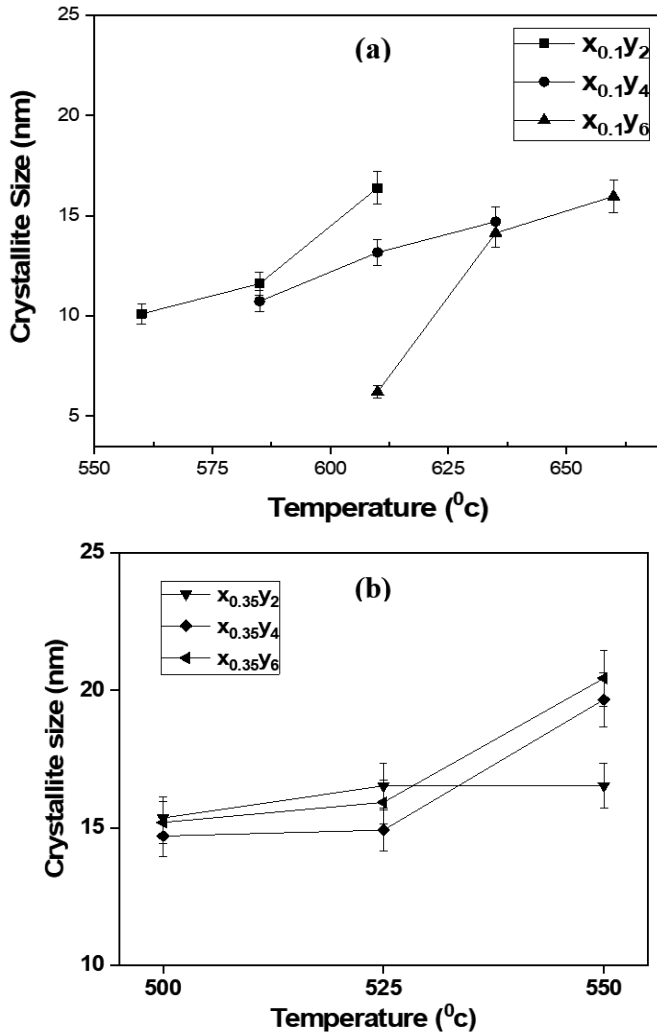 (a)
x0.1y2
x0.1y4
x0.1y6
25
20
15
10
5
Crystallite Size (nm)
550 575 600 625 650
Temperature (⁰c)
(b)
x0.35y2
x0.35y4
x0.35y6
25
20
15
10
Crystallite size (nm)
500 525 550
Temperature (⁰c)